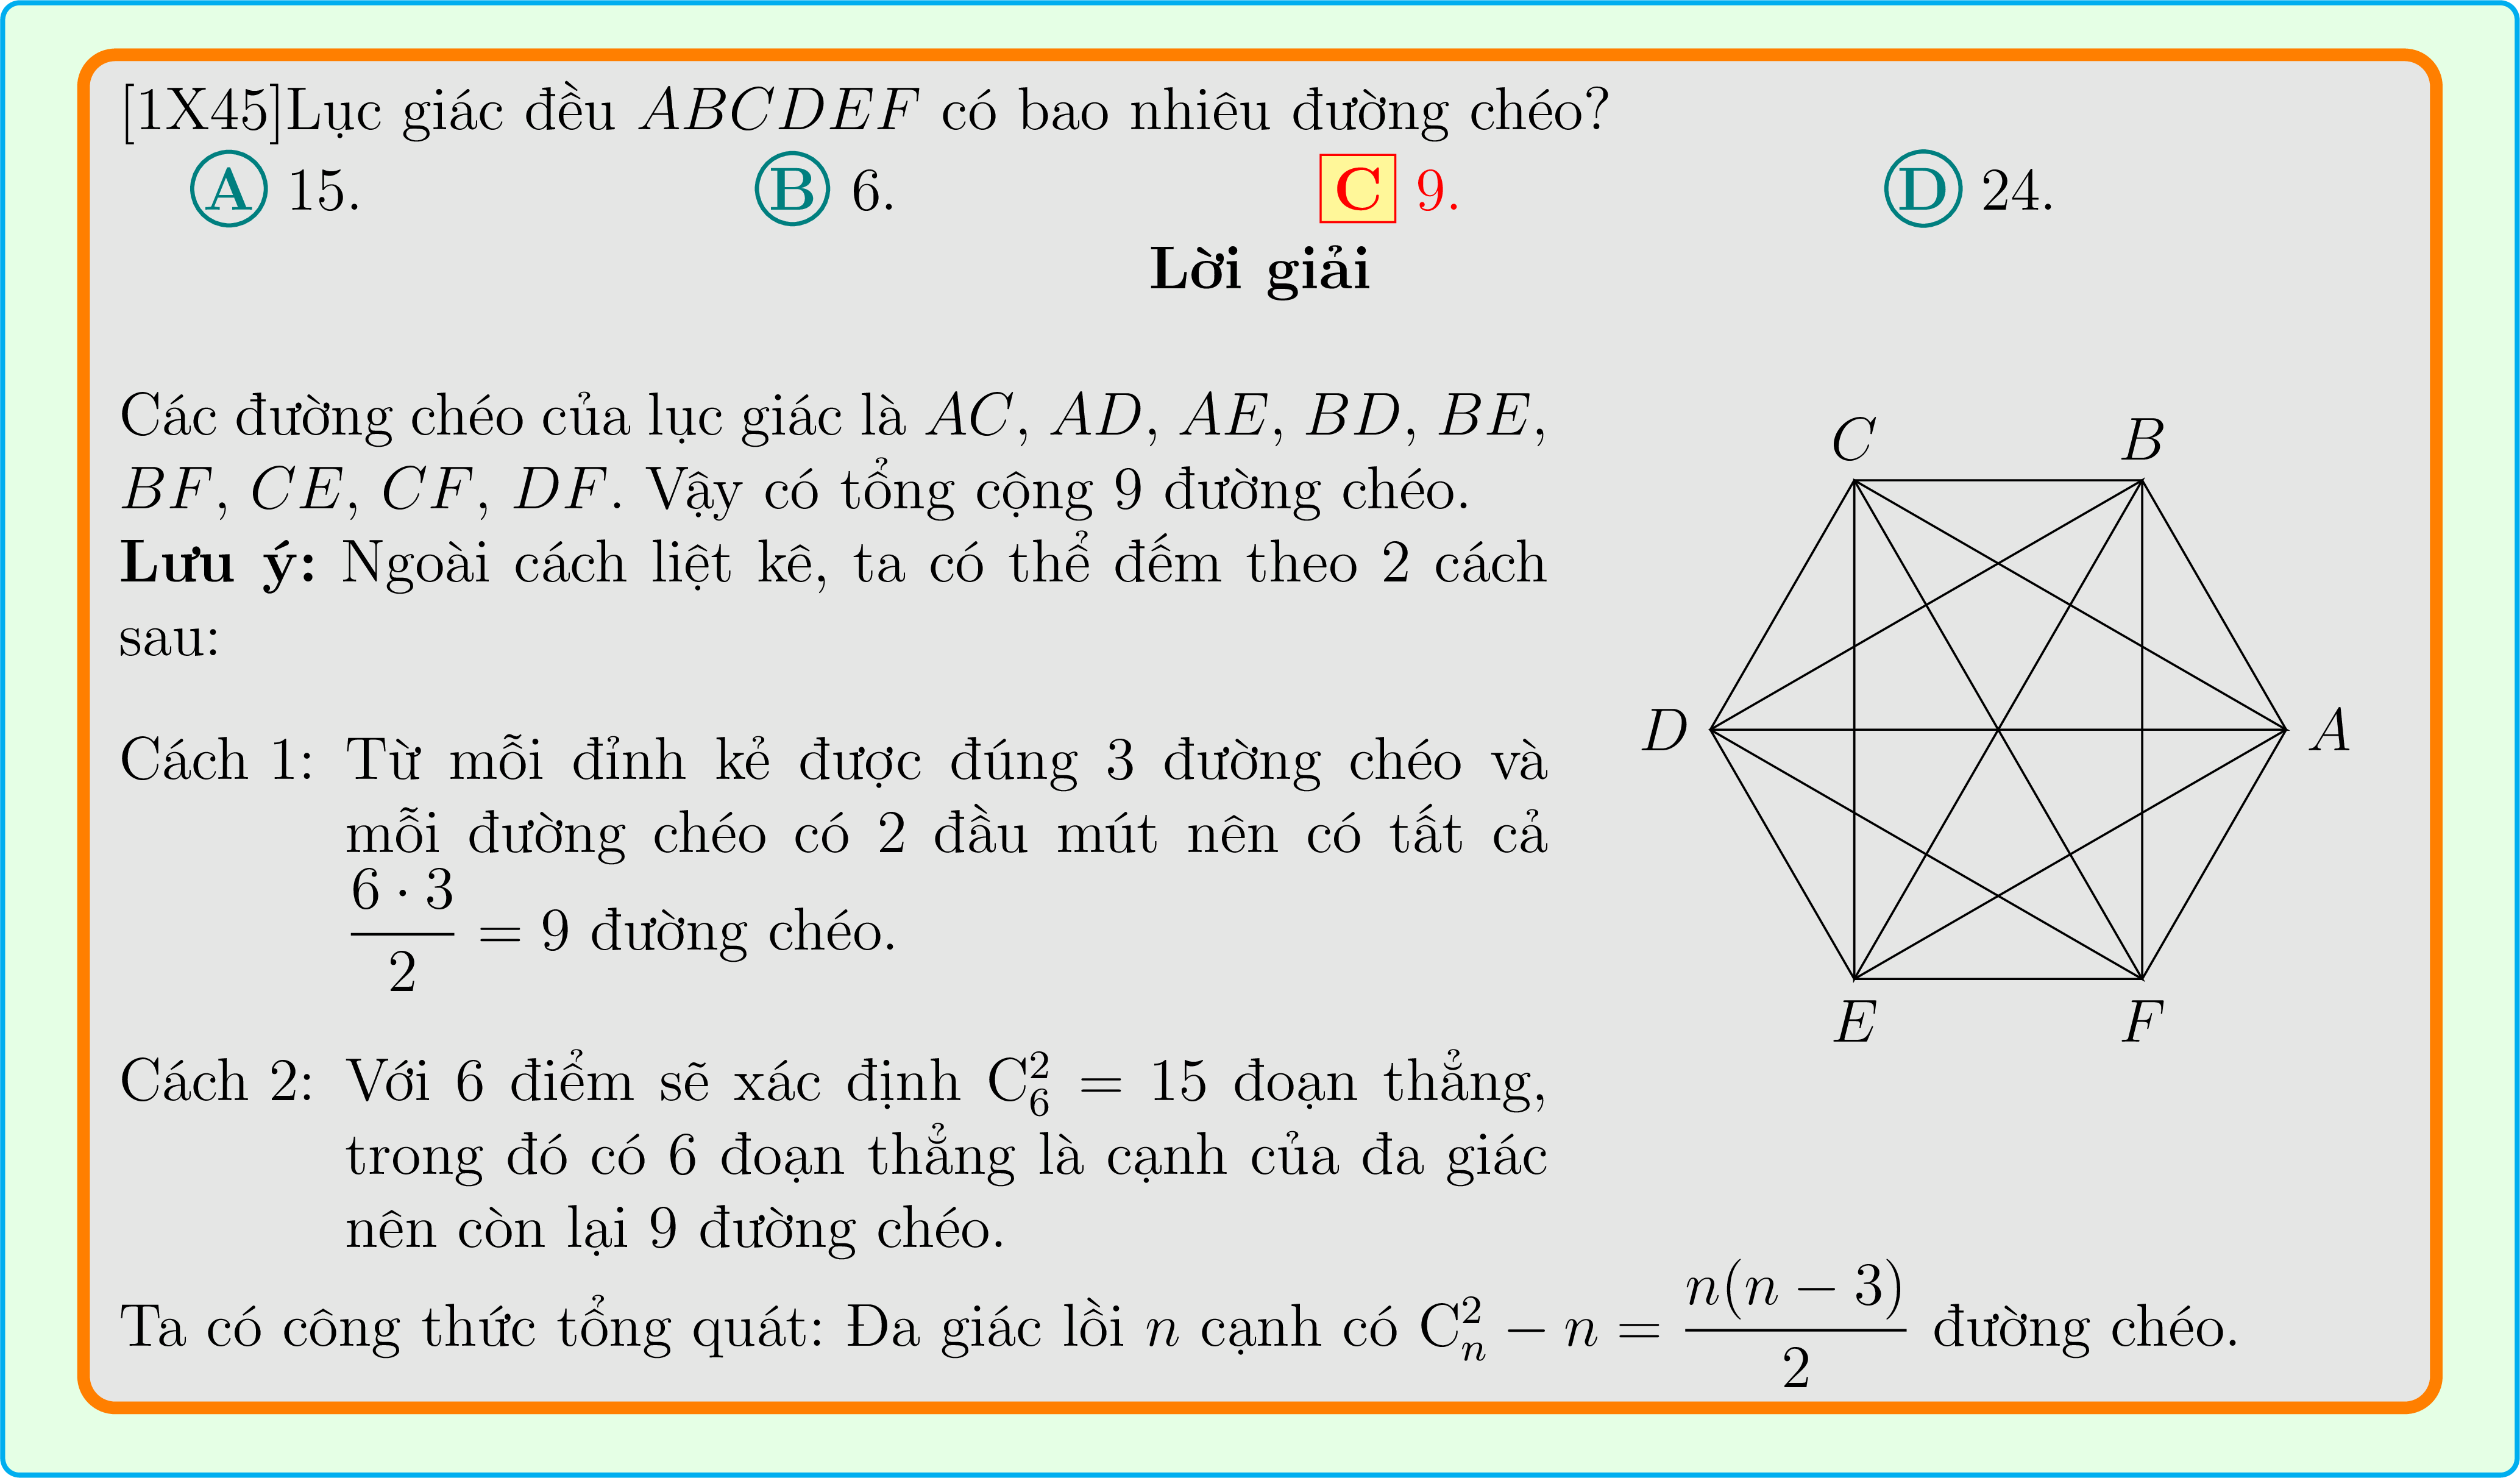 [1X45]Lục giác đều ABCDEF có bao nhiêu đường chéo?
A 15. B 6. C 9. D 24.
Lời giải
Các đường chéo của lục giác là AC, AD, AE, BD, BE,
BF, CE, CF, DF. Vậy có tổng cộng 9 đường chéo.
Lưu ý: Ngoài cách liệt kê, ta có thể đếm theo 2 cách
sau:
Cách 1: Từ mỗi đỉnh kẻ được đúng 3 đường chéo và
mỗi đường chéo có 2 đầu mút nên có tất cả
\frac{6 \cdot 3}{2} = 9 đường chéo.
Cách 2: Với 6 điểm sẽ xác định C_6^2 = 15 đoạn thẳng,
trong đó có 6 đoạn thẳng là cạnh của đa giác
nên còn lại 9 đường chéo.
Ta có công thức tổng quát: Đa giác lồi n cạnh có C_n^2 − n = \frac{n(n − 3)}{2} đường chéo.
C B
D A
E F